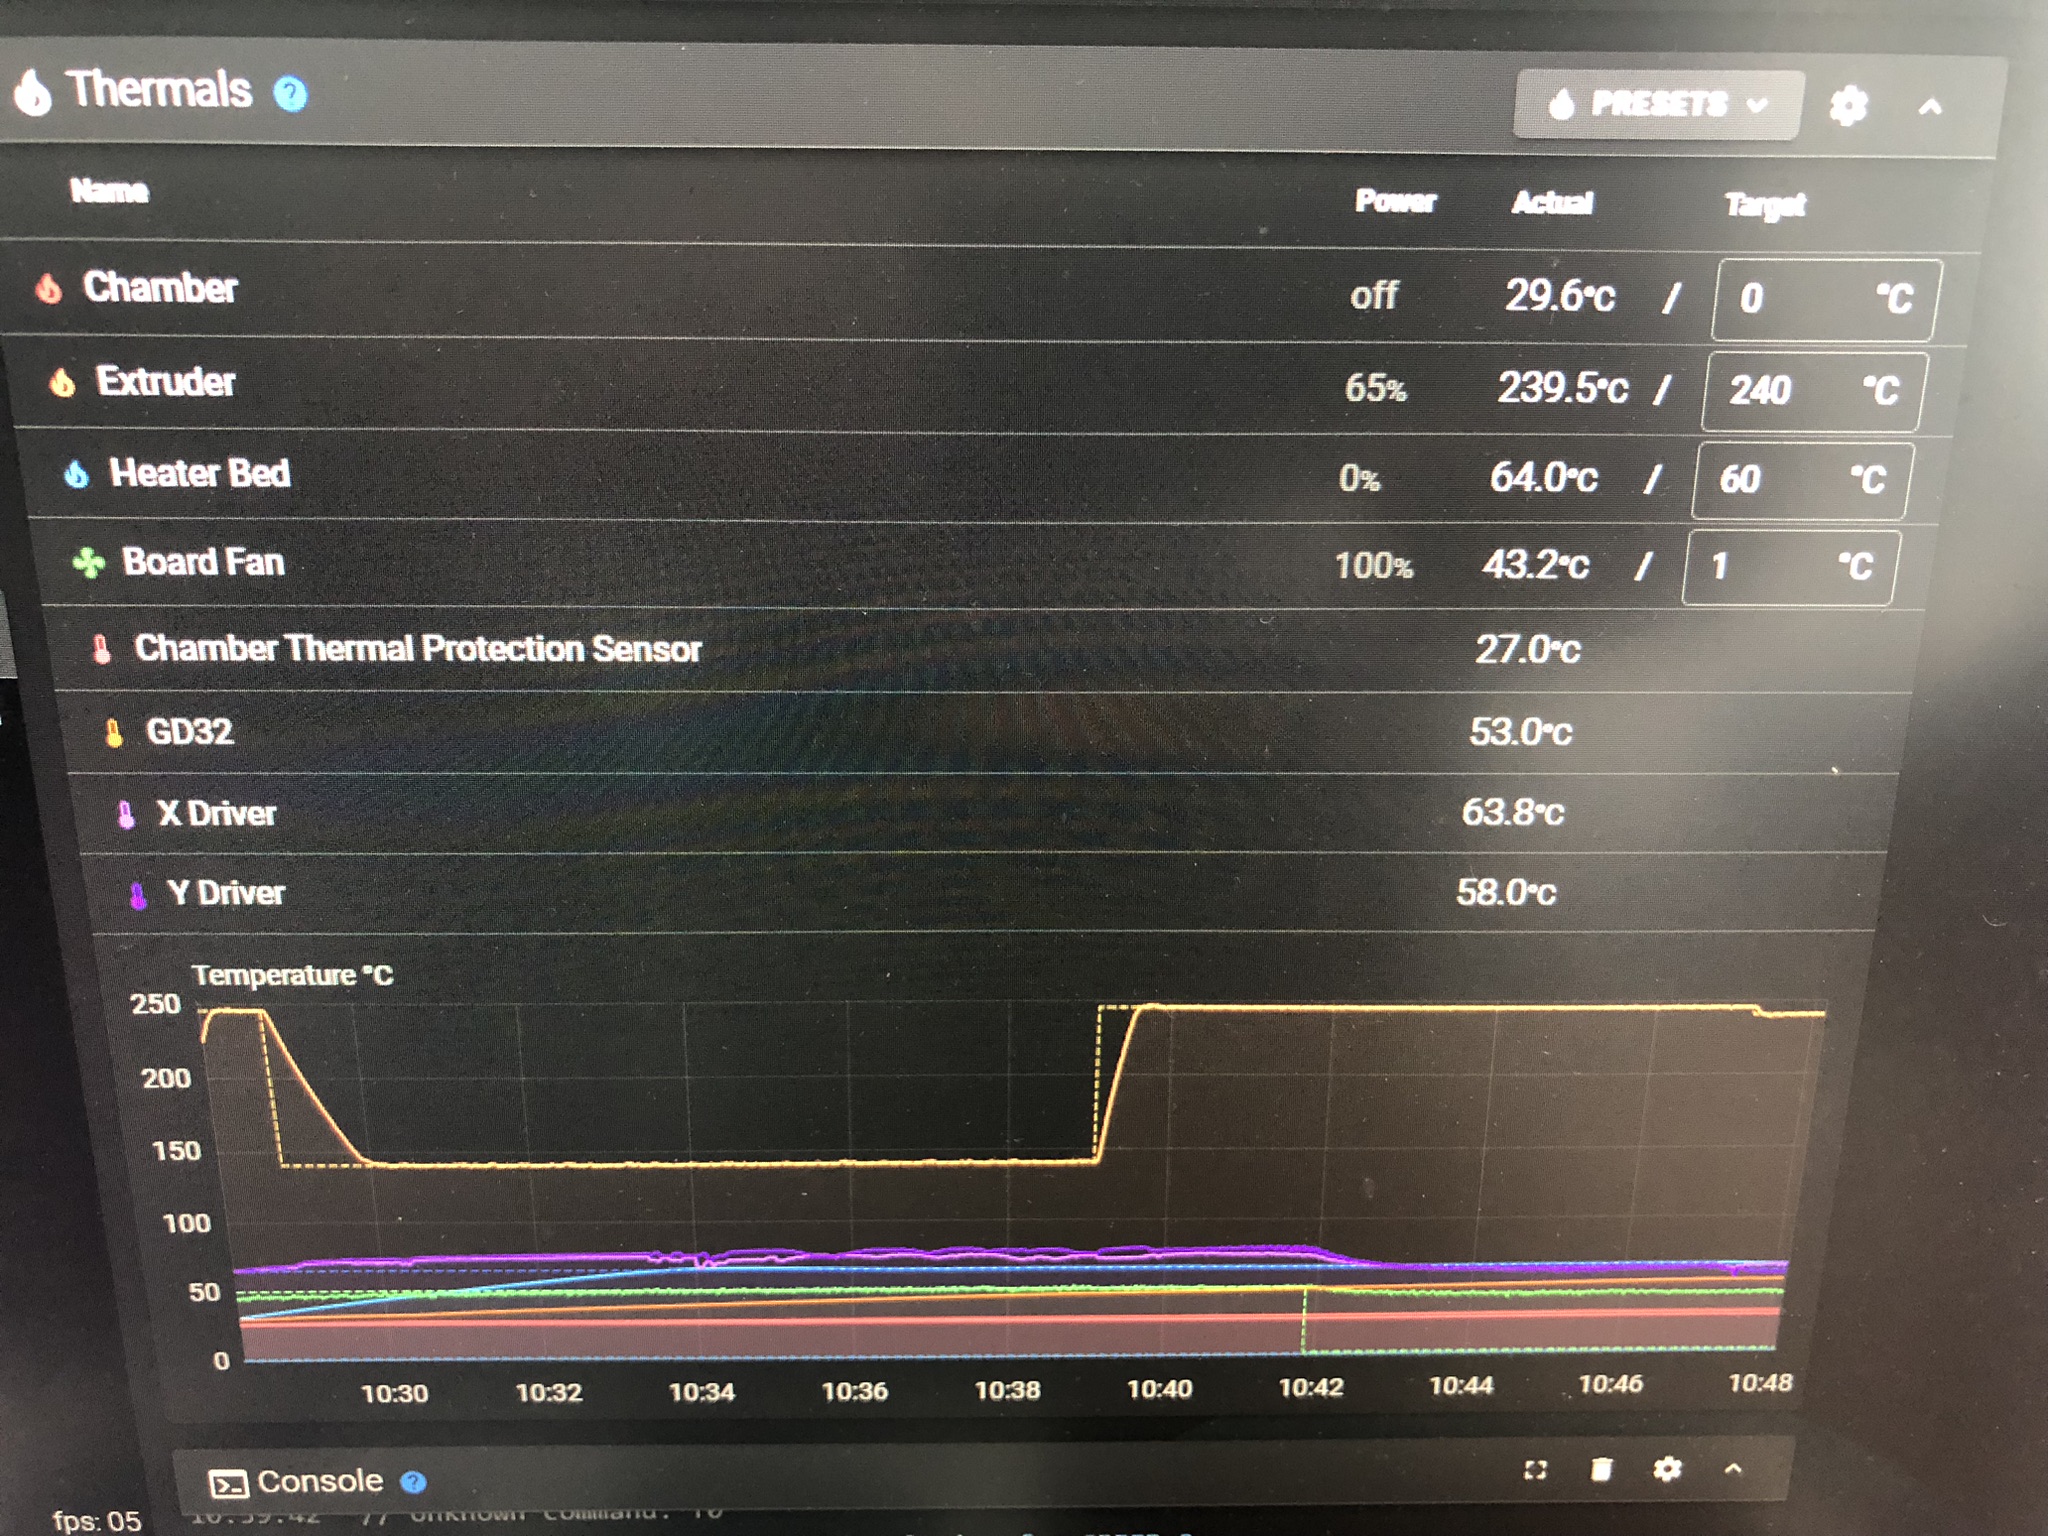 Thermals ?
PRESETS
Name Power Actual Target
Chamber off 29.6°C / 0 °C
Extruder 65% 239.5°C / 240 °C
Heater Bed 0% 64.0°C / 60 °C
Board Fan 100% 43.2°C / 1 °C
Chamber Thermal Protection Sensor 27.0°C
GD32 53.0°C
X Driver 63.8°C
Y Driver 58.0°C
Temperature °C
250
200
150
100
50
0
10:30 10:32 10:34 10:36 10:38 10:40 10:42 10:44 10:46 10:48
Console ?
fps: 05 10:39:42 // Unknown command: